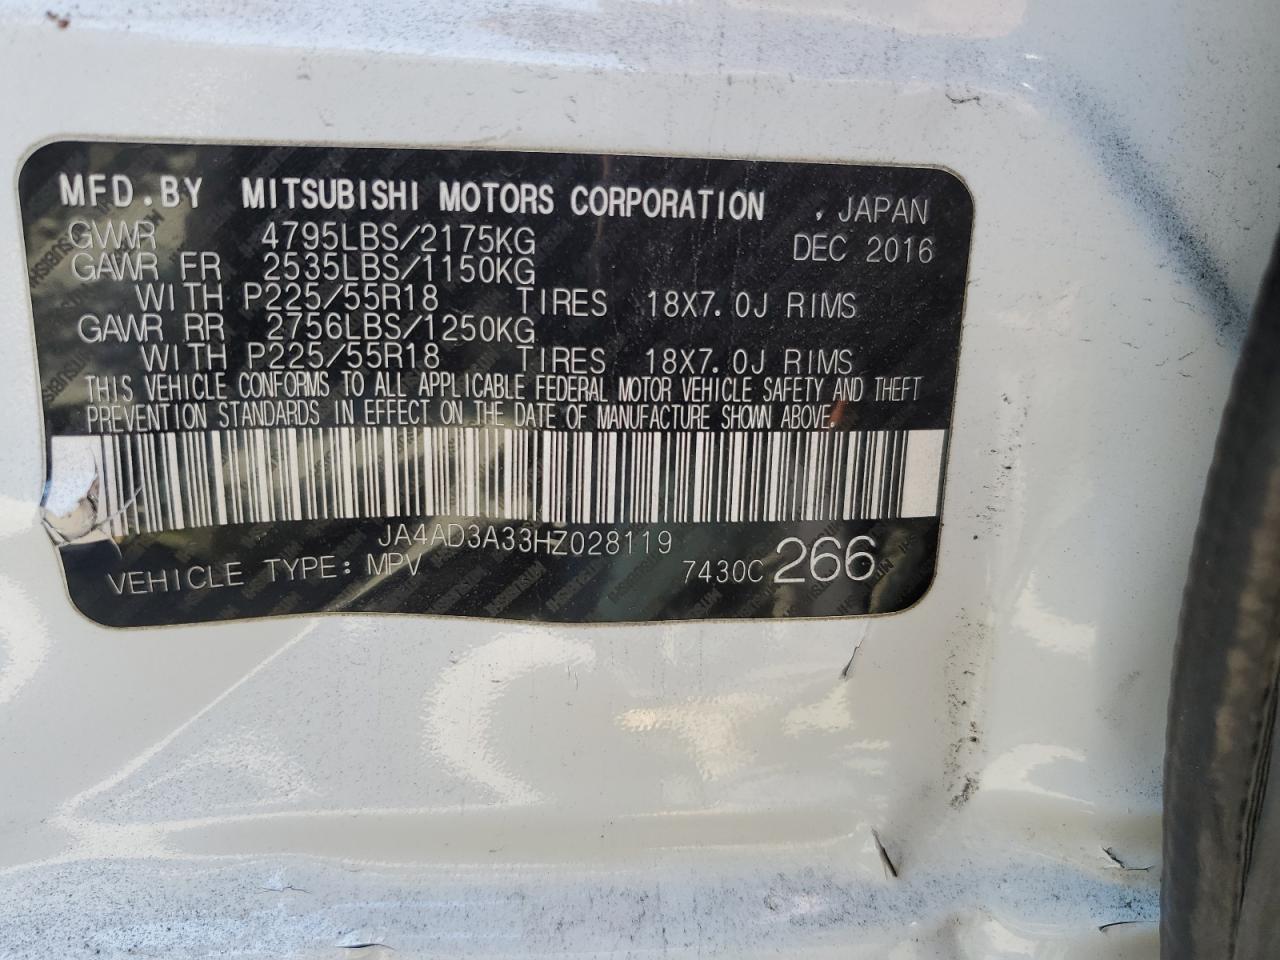 MFD.BY MITSUBISHI MOTORS CORPORATION , JAPAN
GVWR 4795LBS/2175KG DEC 2016
GAWR FR 2535LBS/1150KG
WITH P225/55R18 TIRES 18X7.0J RIMS
GAWR RR 2756LBS/1250KG
WITH P225/55R18 TIRES 18X7.0J RIMS
THIS VEHICLE CONFORMS TO ALL APPLICABLE FEDERAL MOTOR VEHICLE SAFETY AND THEFT
PREVENTION STANDARDS IN EFFECT ON THE DATE OF MANUFACTURE SHOWN ABOVE.
JA4AD3A33HZ028119
VEHICLE TYPE: MPV 7430C 266